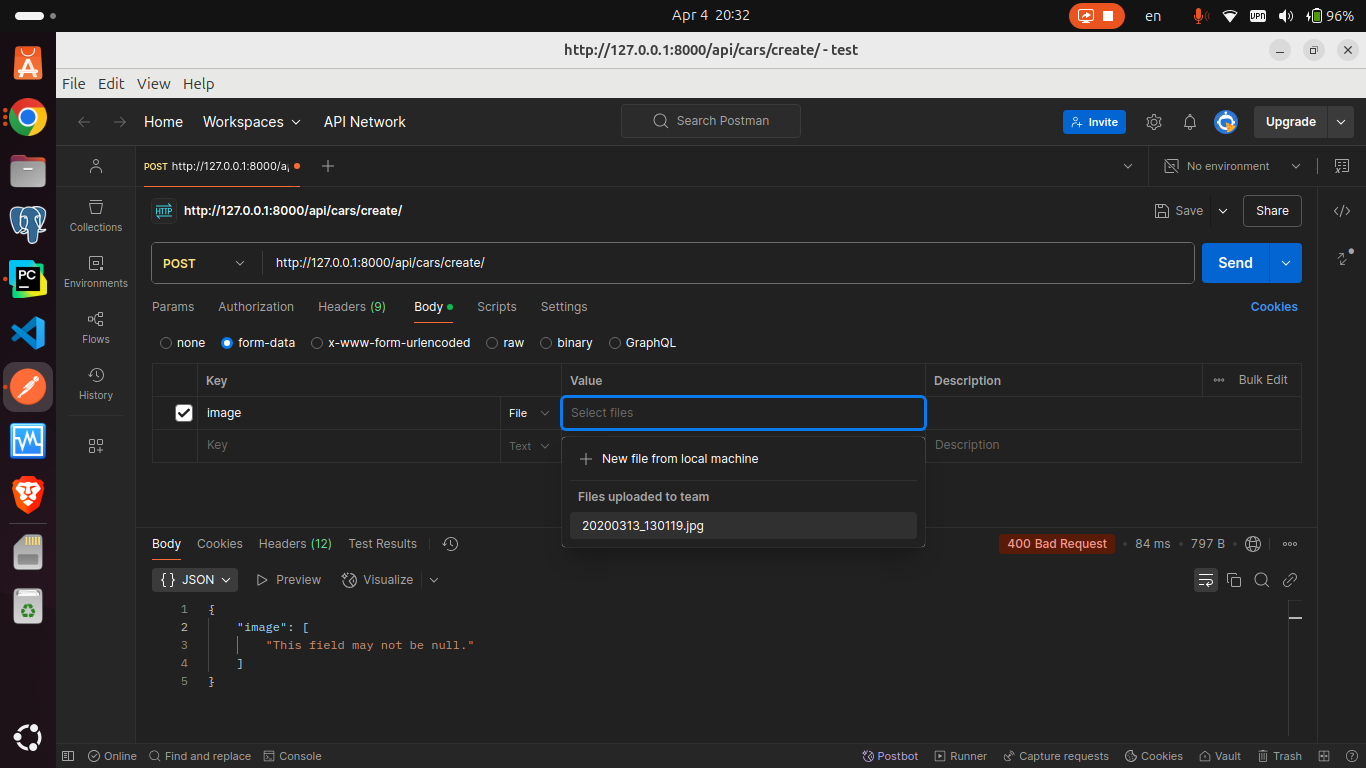 Apr 4 20:32
en
VPN
96%
http://127.0.0.1:8000/api/cars/create/ - test
File Edit View Help
Home Workspaces API Network
Search Postman
Invite
Upgrade
POST http://127.0.0.1:8000/a
No environment
Collections
Environments
Flows
History
HTTP http://127.0.0.1:8000/api/cars/create/
Save
Share
POST http://127.0.0.1:8000/api/cars/create/
Send
Params Authorization Headers (9) Body Scripts Settings Cookies
none form-data x-www-form-urlencoded raw binary GraphQL
Key Value Description Bulk Edit
image File Select files
Key Text Description
New file from local machine
Files uploaded to team
20200313_130119.jpg
Body Cookies Headers (12) Test Results 400 Bad Request 84 ms 797 B
{} JSON Preview Visualize
1 {
2 "image": [
3 "This field may not be null."
4 ]
5 }
Online Find and replace Console Postbot Runner Capture requests Cookies Vault Trash
PC